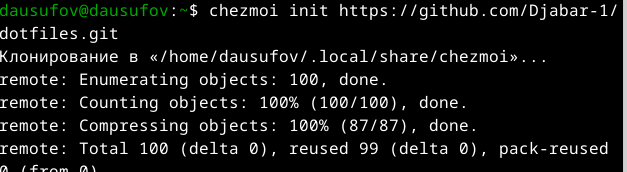 dausufov@dausufov:~$ chezmoi init https://github.com/Djabar-1/
dotfiles.git
Клонирование в «/home/dausufov/.local/share/chezmoi»...
remote: Enumerating objects: 100, done.
remote: Counting objects: 100% (100/100), done.
remote: Compressing objects: 100% (87/87), done.
remote: Total 100 (delta 0), reused 99 (delta 0), pack-reused
0 (from 0)